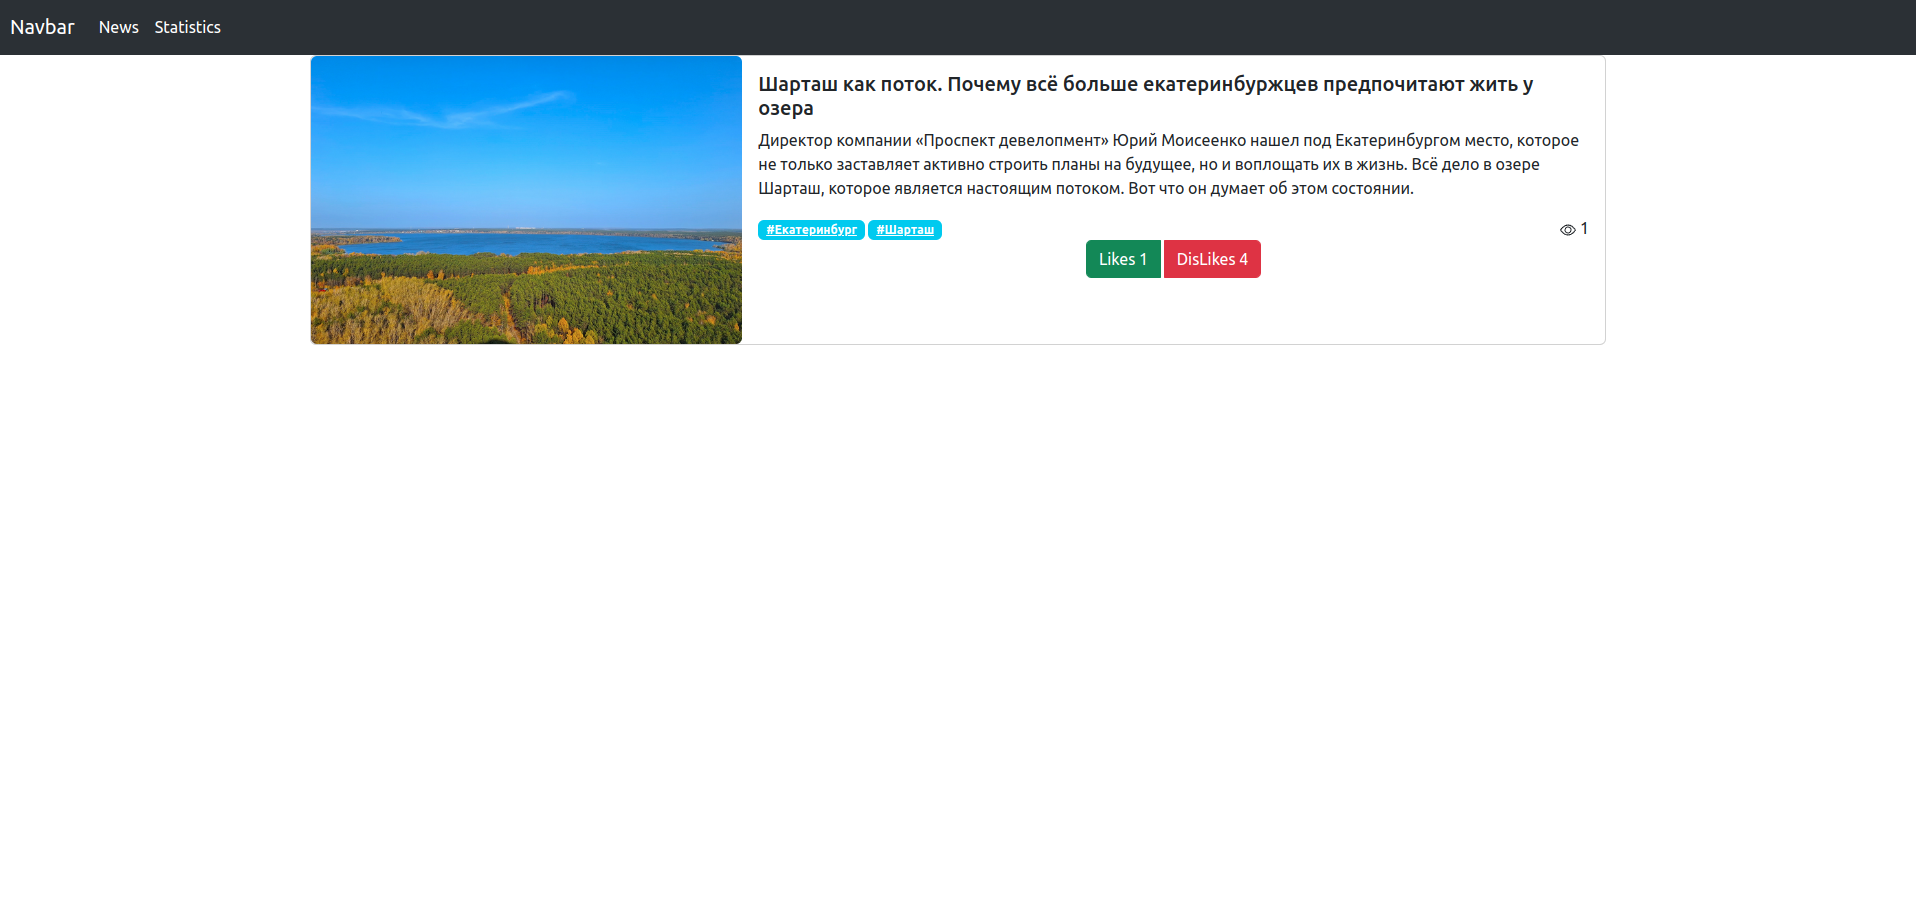 Navbar News Statistics
Шарташ как поток. Почему всё больше екатеринбуржцев предпочитают жить у
озера
Директор компании «Проспект девелопмент» Юрий Моисеенко нашел под Екатеринбургом место, которое
не только заставляет активно строить планы на будущее, но и воплощать их в жизнь. Всё дело в озере
Шарташ, которое является настоящим потоком. Вот что он думает об этом состоянии.
#Екатеринбург #Шарташ 1
Likes 1 DisLikes 4